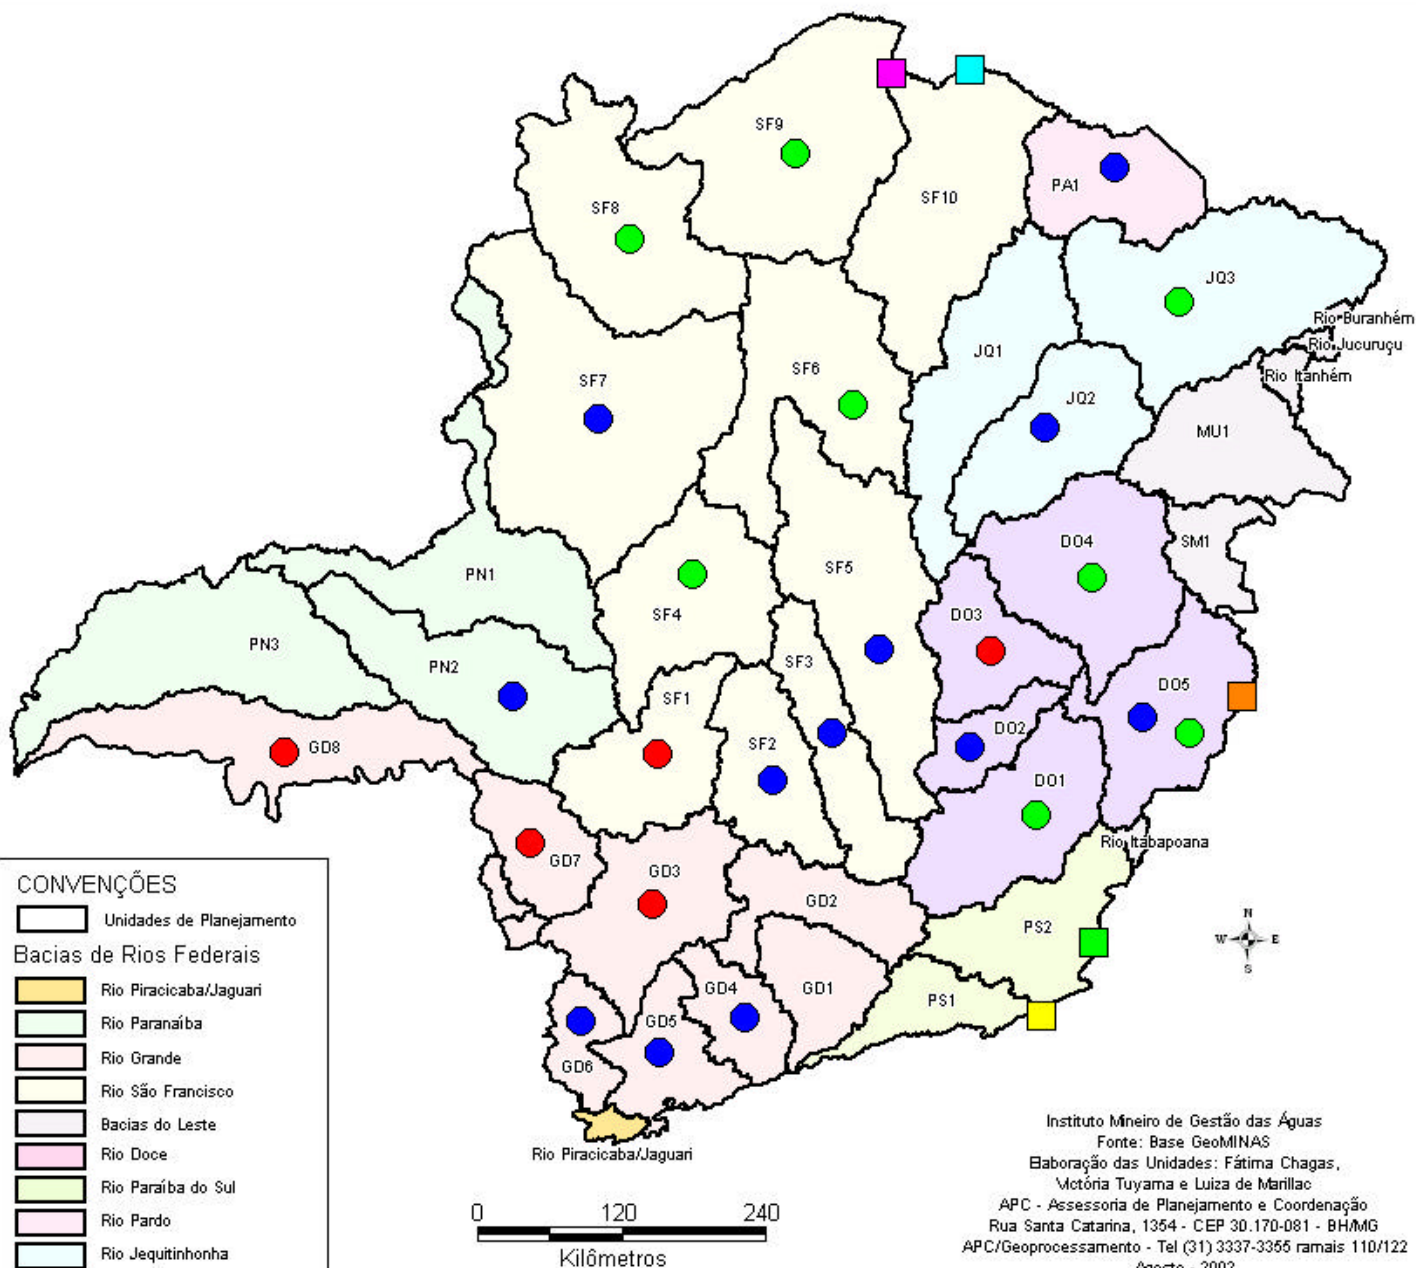 SF9
PA1
SF10
SF8
JQ3
Rio Buranhém
Rio Jucuruçu
JQ1
SF6
Rio Itanhém
SF7
JQ2
MU1
DO4
SM1
SF5
PN1
SF4
DO3
PN3
SF3
PN2
DO5
SF1
DO2
SF2
GD8
DO1
Rio Itabapoana
GD7
GD3
GD2
PS2
GD4
GD1
PS1
GD5
GD6
Rio Piracicaba/Jaguari
N
W E
S
CONVENÇÕES
Unidades de Planejamento
Bacias de Rios Federais
Rio Piracicaba/Jaguari
Rio Paranaíba
Rio Grande
Rio São Francisco
Bacias do Leste
Rio Doce
Rio Paraíba do Sul
Rio Pardo
Rio Jequitinhonha
0 120 240
Kilômetros
Instituto Mineiro de Gestão das Águas
Fonte: Base GeoMINAS
Elaboração das Unidades: Fátima Chagas,
Victória Tuyama e Luiza de Marillac
APC - Assessoria de Planejamento e Coordenação
Rua Santa Catarina, 1354 - CEP 30.170-081 - BH/MG
APC/Geoprocessamento - Tel (31) 3337-3355 ramais 110/122
Agosto - 2002